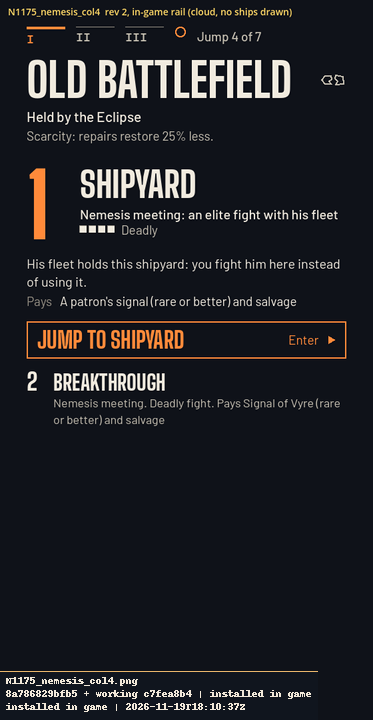 N1175_nemesis_col4 rev 2, in-game rail (cloud, no ships drawn)
I II III Jump 4 of 7
OLD BATTLEFIELD
Held by the Eclipse
Scarcity: repairs restore 25% less.
1 SHIPYARD
Nemesis meeting: an elite fight with his fleet
Deadly
His fleet holds this shipyard: you fight him here instead
of using it.
Pays A patron's signal (rare or better) and salvage
JUMP TO SHIPYARD Enter
2 BREAKTHROUGH
Nemesis meeting. Deadly fight. Pays Signal of Vyre (rare
or better) and salvage
N1175_nemesis_col4.png
8a786829bfb5 + working c7fea8b4 | installed in game
installed in game | 2026-11-19T18:10:37Z